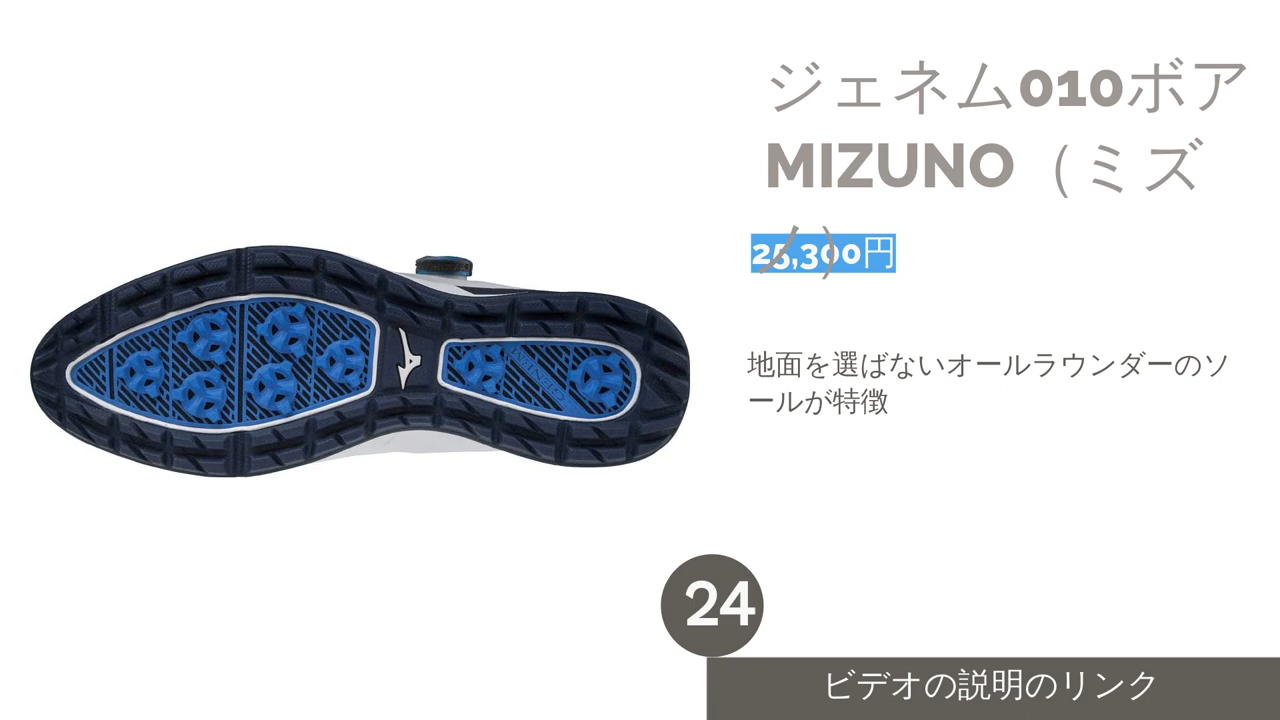 ジェネム010ボア
MIZUNO（ミズ
ノ）
25,300円
地面を選ばないオールラウンダーのソ
ールが特徴
GENEM
24
ビデオの説明のリンク